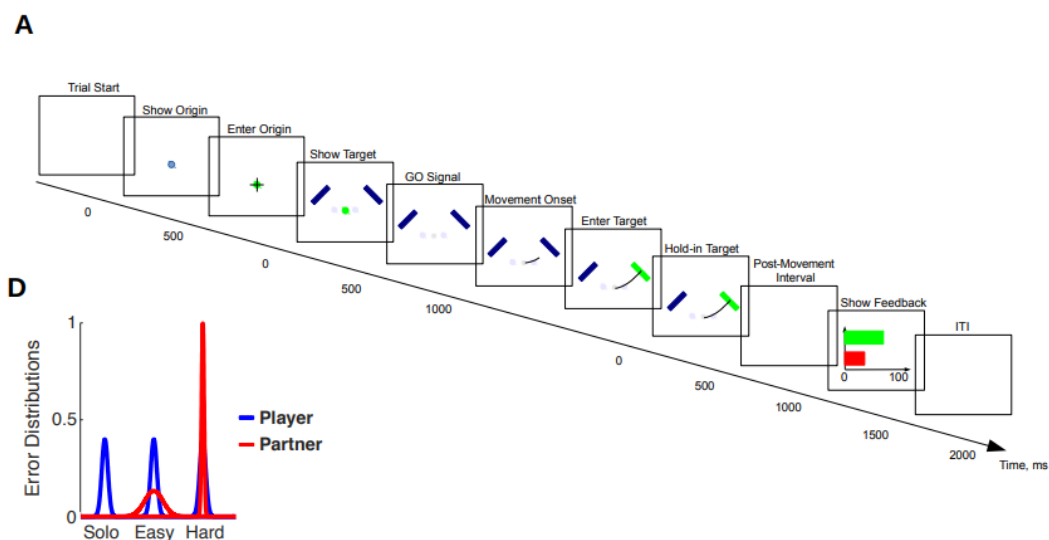 A
Trial Start
Show Origin
Enter Origin
Show Target
GO Signal
Movement Onset
Enter Target
Hold-in Target
Post-Movement
Interval
Show Feedback
ITI
0 100
0
500
0
500
1000
0
500
1000
1500
2000
Time, ms
D
Error Distributions
1
0.5
0
Player
Partner
Solo Easy Hard